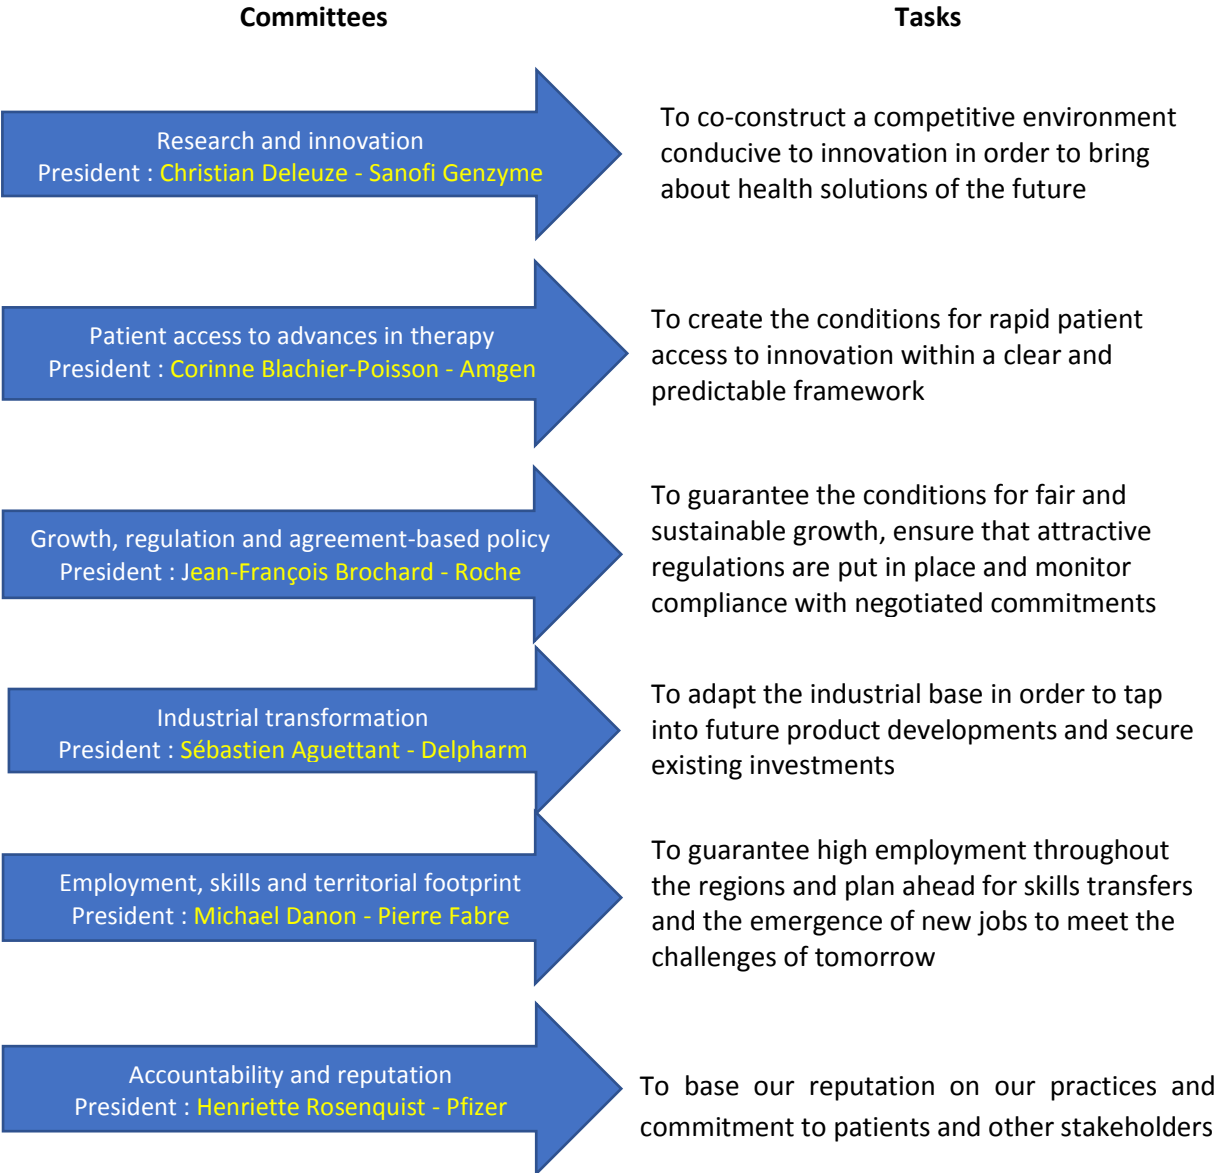 Committees
Tasks
Research and innovation
President : Christian Deleuze - Sanofi Genzyme
To co-construct a competitive environment
conducive to innovation in order to bring
about health solutions of the future
Patient access to advances in therapy
President : Corinne Blachier-Poisson - Amgen
To create the conditions for rapid patient
access to innovation within a clear and
predictable framework
Growth, regulation and agreement-based policy
President : Jean-François Brochard - Roche
To guarantee the conditions for fair and
sustainable growth, ensure that attractive
regulations are put in place and monitor
compliance with negotiated commitments
Industrial transformation
President : Sébastien Aguettant - Delpharm
To adapt the industrial base in order to tap
into future product developments and secure
existing investments
Employment, skills and territorial footprint
President : Michael Danon - Pierre Fabre
To guarantee high employment throughout
the regions and plan ahead for skills transfers
and the emergence of new jobs to meet the
challenges of tomorrow
Accountability and reputation
President : Henriette Rosenquist - Pfizer
To base our reputation on our practices and
commitment to patients and other stakeholders